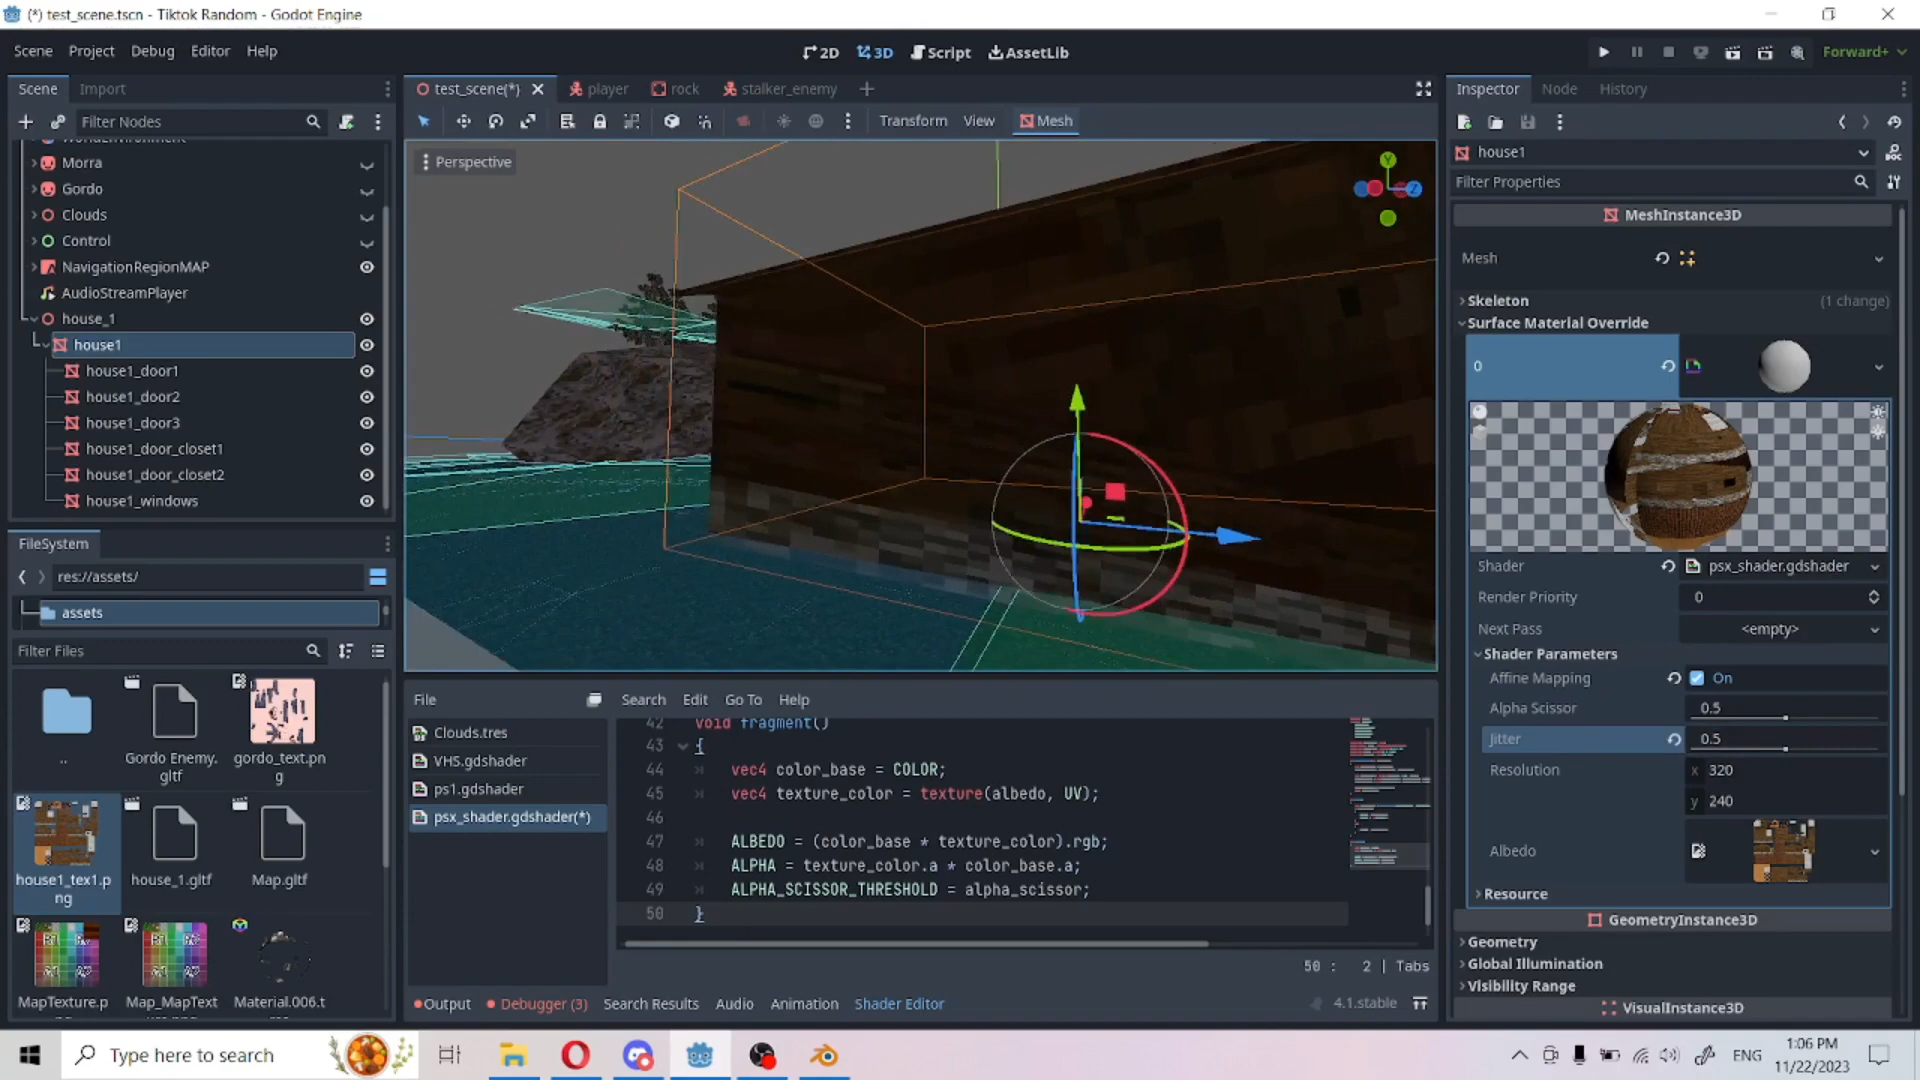 (*) test_scene.tscn - Tiktok Random - Godot Engine
Scene Project Debug Editor Help
2D 3D Script AssetLib
Forward+
Scene Import
Filter Nodes
Morra
Gordo
Clouds
Control
NavigationRegionMAP
AudioStreamPlayer
house_1
house1
house1_door1
house1_door2
house1_door3
house1_door_closet1
house1_door_closet2
house1_windows
FileSystem
res://assets/
assets
Filter Files
..
Gordo Enemy.
gltf
gordo_text.pn
g
house1_tex1.p
ng
house_1.gltf
Map.gltf
MapTexture.p
Map_MapText
Material.006.t
test_scene(*) player rock stalker_enemy
Transform View Mesh
Perspective
Y
Z
File Search Edit Go To Help
Clouds.tres
VHS.gdshader
ps1.gdshader
psx_shader.gdshader(*)
42 void fragment()
43 {
44 vec4 color_base = COLOR;
45 vec4 texture_color = texture(albedo, UV);
46
47 ALBEDO = (color_base * texture_color).rgb;
48 ALPHA = texture_color.a * color_base.a;
49 ALPHA_SCISSOR_THRESHOLD = alpha_scissor;
50 }
50 : 2 | Tabs
Output Debugger (3) Search Results Audio Animation Shader Editor 4.1.stable
Inspector Node History
house1
DOC
Filter Properties
MeshInstance3D
Mesh
Skeleton (1 change)
Surface Material Override
0
Shader psx_shader.gdshader
Render Priority 0
Next Pass <empty>
Shader Parameters
Affine Mapping On
Alpha Scissor 0.5
Jitter 0.5
Resolution x 320
y 240
Albedo
Resource
GeometryInstance3D
Geometry
Global Illumination
Visibility Range
VisualInstance3D
Type here to search
ENG
1:06 PM
11/22/2023